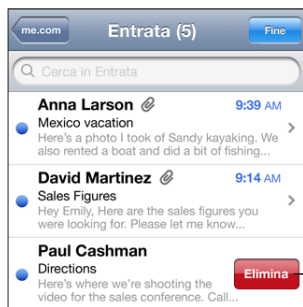 me.com Entrata (5) Fine
Cerca in Entrata
Anna Larson 9:39 AM
Mexico vacation
Here's a photo I took of Sandy kayaking. We
also rented a boat and did a bit of fishing...
David Martinez 9:14 AM
Sales Figures
Hey Emily, Here are the sales figures you
were looking for. Please let me know...
Paul Cashman
Directions
Elimina
Here's where we're shooting the
video for the sales conference. Call...